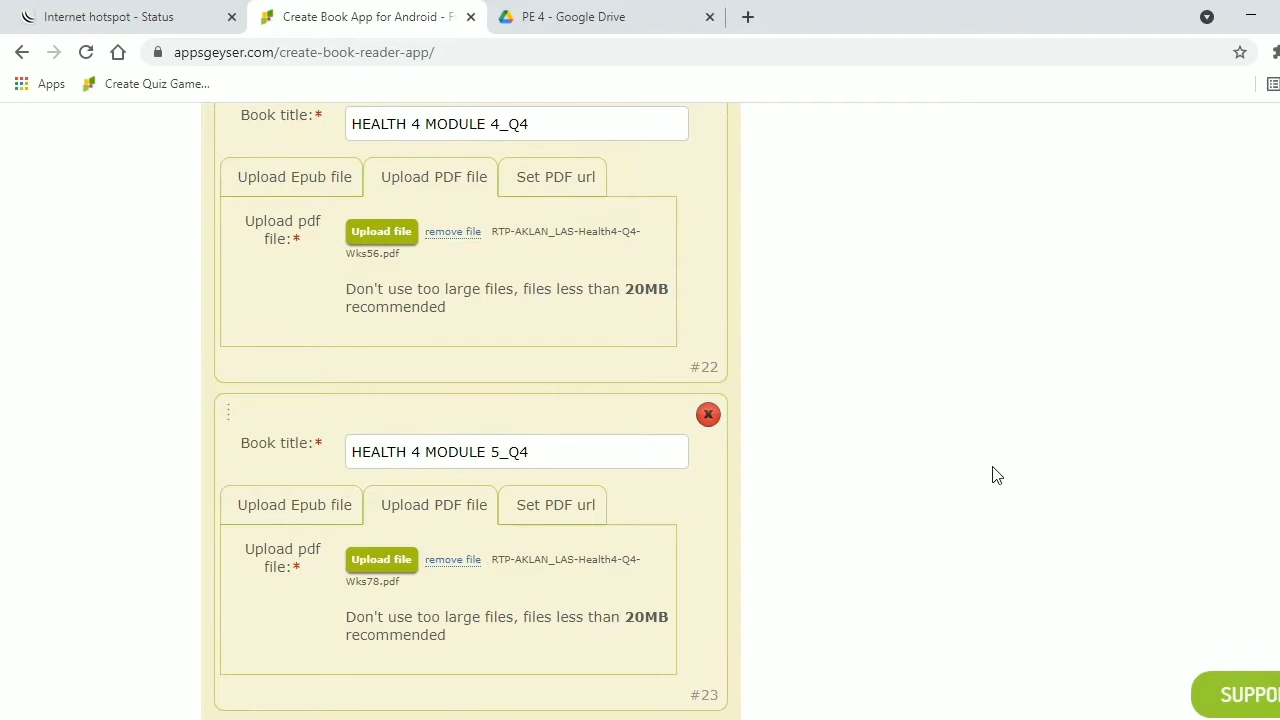 Internet hotspot - Status
Create Book App for Android - F
PE 4 - Google Drive
appsgeyser.com/create-book-reader-app/
Apps
Create Quiz Game...
Book title:*
HEALTH 4 MODULE 4_Q4
Upload Epub file
Upload PDF file
Set PDF url
Upload pdf
file:*
Upload file
remove file
RTP-AKLAN_LAS-Health4-Q4-
Wks56.pdf
Don't use too large files, files less than 20MB
recommended
#22
Book title:*
HEALTH 4 MODULE 5_Q4
Upload Epub file
Upload PDF file
Set PDF url
Upload pdf
file:*
Upload file
remove file
RTP-AKLAN_LAS-Health4-Q4-
Wks78.pdf
Don't use too large files, files less than 20MB
recommended
#23
SUPPO